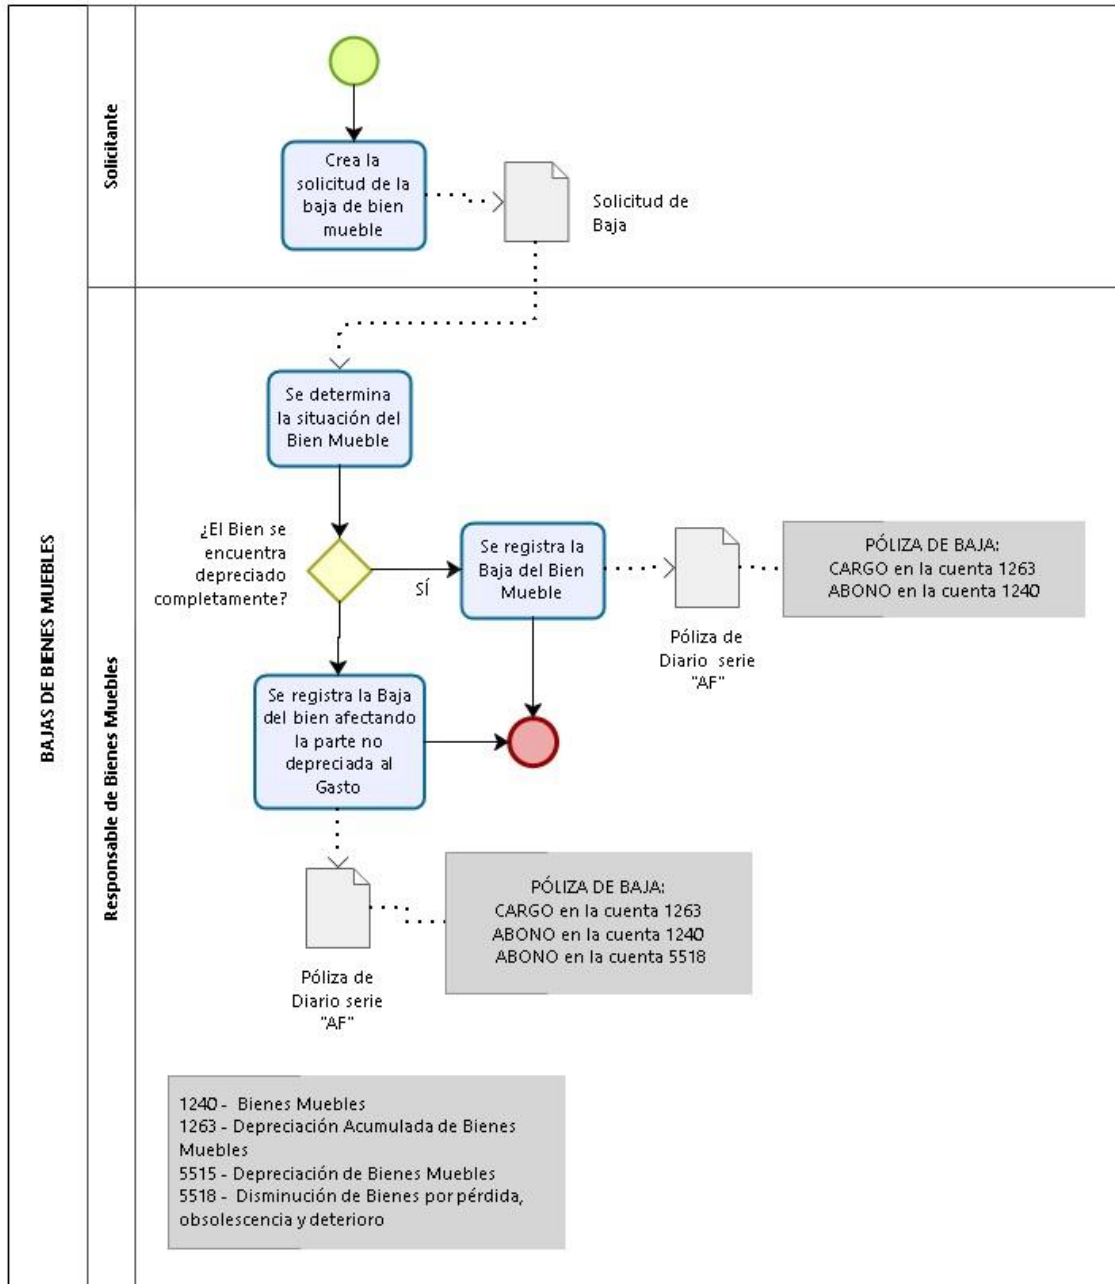 BAJAS DE BIENES MUEBLES
Solicitante
Crea la
solicitud de la
baja de bien
mueble
Solicitud de
Baja
Responsable de Bienes Muebles
Se determina
la situación del
Bien Mueble
¿El Bien se
encuentra
depreciado
completamente?
SÍ
Se registra la
Baja del Bien
Mueble
Póliza de
Diario serie
"AF"
PÓLIZA DE BAJA:
CARGO en la cuenta 1263
ABONO en la cuenta 1240
Se registra la Baja
del bien afectando
la parte no
depreciada al
Gasto
Póliza de
Diario serie
"AF"
PÓLIZA DE BAJA:
CARGO en la cuenta 1263
ABONO en la cuenta 1240
ABONO en la cuenta 5518
1240 - Bienes Muebles
1263 - Depreciación Acumulada de Bienes
Muebles
5515 - Depreciación de Bienes Muebles
5518 - Disminución de Bienes por pérdida,
obsolescencia y deterioro